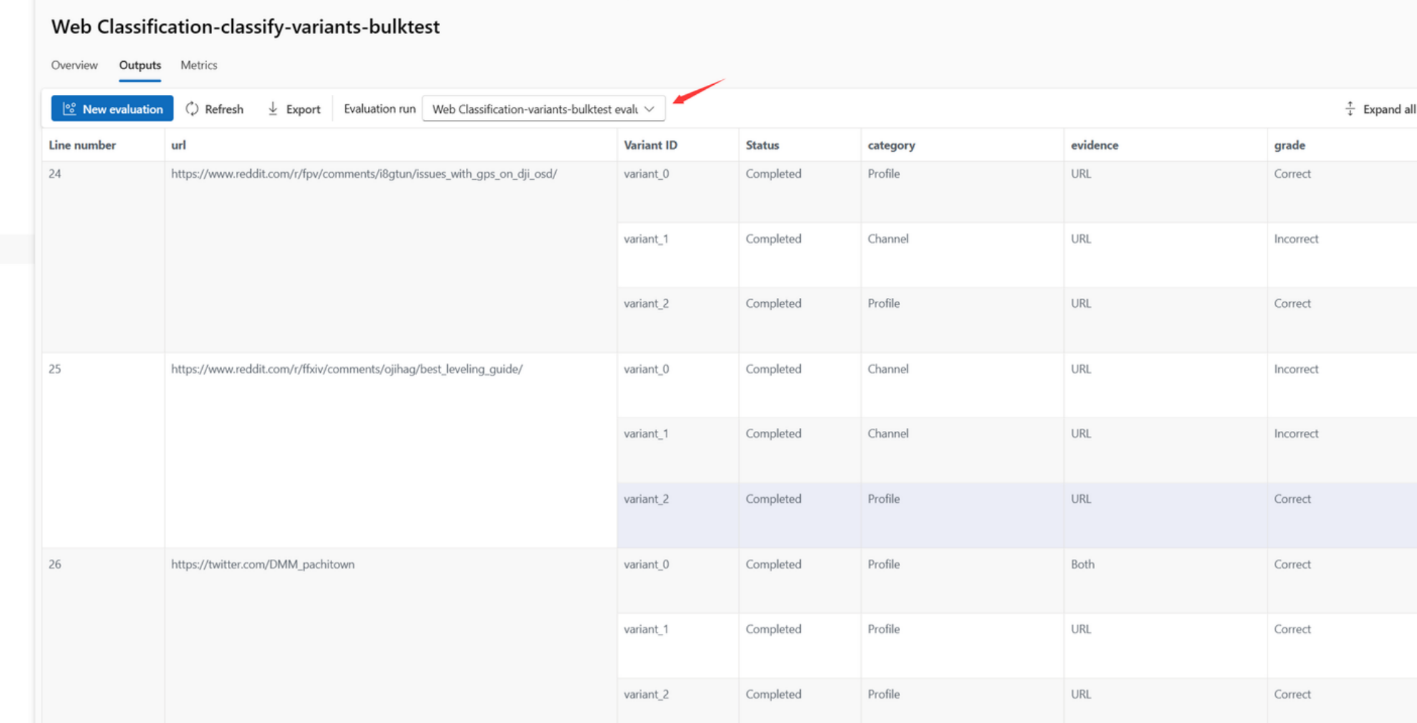 Web Classification-classify-variants-bulktest
Overview Outputs Metrics
New evaluation Refresh Export Evaluation run Web Classification-variants-bulktest evalu Expand all
Line number url Variant ID Status category evidence grade
24 https://www.reddit.com/r/fpv/comments/i8gtun/issues_with_gps_on_dji_osd/ variant_0 Completed Profile URL Correct
variant_1 Completed Channel URL Incorrect
variant_2 Completed Profile URL Correct
25 https://www.reddit.com/r/ffxiv/comments/ojihag/best_leveling_guide/ variant_0 Completed Channel URL Incorrect
variant_1 Completed Channel URL Incorrect
variant_2 Completed Profile URL Correct
26 https://twitter.com/DMM_pachitown variant_0 Completed Profile Both Correct
variant_1 Completed Profile URL Correct
variant_2 Completed Profile URL Correct